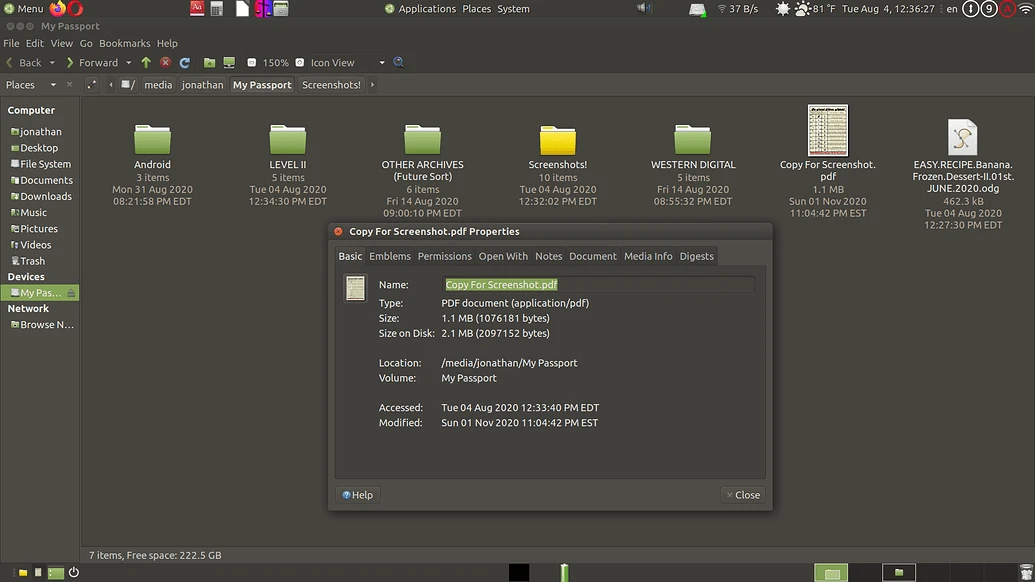 Menu Applications Places System 37 B/s 81 °F Tue Aug 4, 12:36:27 en 9
My Passport
File Edit View Go Bookmarks Help
Back Forward 150% Icon View
Places / media jonathan My Passport Screenshots!
Computer
jonathan
Desktop
File System
Documents
Downloads
Music
Pictures
Videos
Trash
Devices
My Pas...
Network
Browse N...
Android
3 items
Mon 31 Aug 2020
08:21:58 PM EDT
LEVEL II
5 items
Tue 04 Aug 2020
12:34:30 PM EDT
OTHER ARCHIVES
(Future Sort)
6 items
Fri 14 Aug 2020
09:00:10 PM EDT
Screenshots!
10 items
Tue 04 Aug 2020
12:32:02 PM EDT
WESTERN DIGITAL
5 items
Fri 14 Aug 2020
08:55:32 PM EDT
Copy For Screenshot.
pdf
1.1 MB
Sun 01 Nov 2020
11:04:42 PM EST
EASY.RECIPE.Banana.
Frozen.Dessert-II.01st.
JUNE.2020.odg
462.3 kB
Tue 04 Aug 2020
12:27:30 PM EDT
Copy For Screenshot.pdf Properties
Basic Emblems Permissions Open With Notes Document Media Info Digests
Name: Copy For Screenshot.pdf
Type: PDF document (application/pdf)
Size: 1.1 MB (1076181 bytes)
Size on Disk: 2.1 MB (2097152 bytes)
Location: /media/jonathan/My Passport
Volume: My Passport
Accessed: Tue 04 Aug 2020 12:33:40 PM EDT
Modified: Sun 01 Nov 2020 11:04:42 PM EST
Help Close
7 items, Free space: 222.5 GB